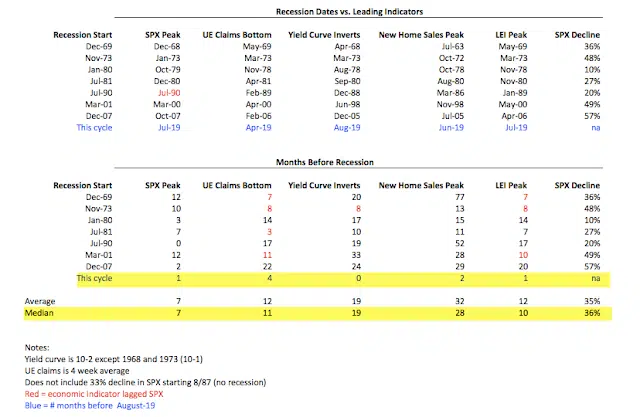 Recession Dates vs. Leading Indicators
Recession Start SPX Peak UE Claims Bottom Yield Curve Inverts New Home Sales Peak LEI Peak SPX Decline
Dec-69 Dec-68 May-69 Apr-68 Jul-63 May-69 36%
Nov-73 Jan-73 Mar-73 Mar-73 Oct-72 Mar-73 48%
Jan-80 Oct-79 Nov-78 Aug-78 Oct-78 Nov-78 10%
Jul-81 Dec-80 Apr-81 Sep-80 Aug-80 Nov-80 27%
Jul-90 Jul-90 Feb-89 Dec-88 Mar-86 Jan-89 20%
Mar-01 Mar-00 Apr-00 Jun-98 Nov-98 May-00 49%
Dec-07 Oct-07 Feb-06 Dec-05 Jul-05 Apr-06 57%
This cycle Jul-19 Apr-19 Aug-19 Jun-19 Jul-19 na
Months Before Recession
Recession Start SPX Peak UE Claims Bottom Yield Curve Inverts New Home Sales Peak LEI Peak SPX Decline
Dec-69 12 7 20 77 7 36%
Nov-73 10 8 8 13 8 48%
Jan-80 3 14 17 15 14 10%
Jul-81 7 3 10 11 7 27%
Jul-90 0 17 19 52 17 20%
Mar-01 12 11 33 28 10 49%
Dec-07 2 22 24 29 20 57%
This cycle 1 4 0 2 1 na
Average 7 12 19 32 12 35%
Median 7 11 19 28 10 36%
Notes:
Yield curve is 10-2 except 1968 and 1973 (10-1)
UE claims is 4 week average
Does not include 33% decline in SPX starting 8/87 (no recession)
Red = economic indicator lagged SPX
Blue = # months before August-19